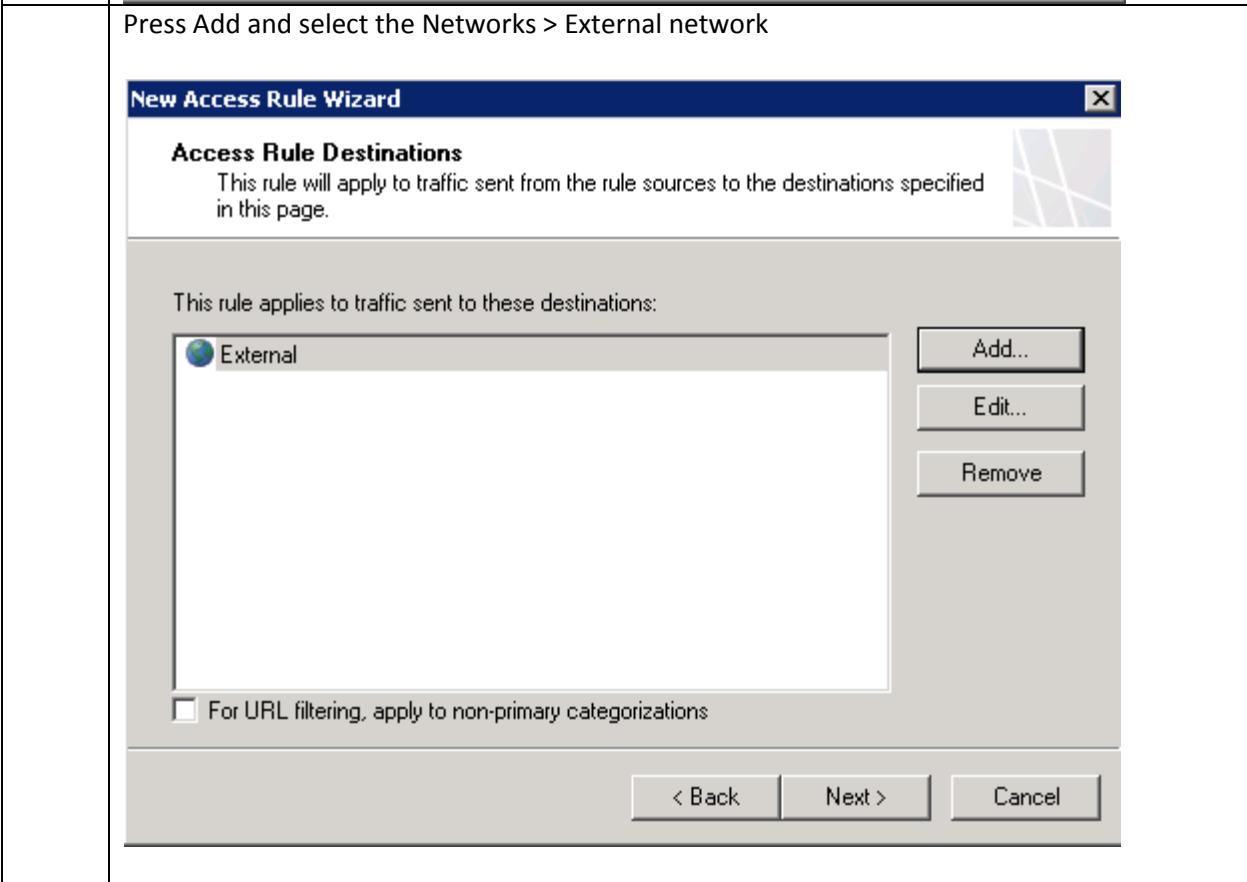 Press Add and select the Networks > External network
New Access Rule Wizard
Access Rule Destinations
This rule will apply to traffic sent from the rule sources to the destinations specified
in this page.
This rule applies to traffic sent to these destinations:
External
Add...
Edit...
Remove
For URL filtering, apply to non-primary categorizations
< Back
Next >
Cancel